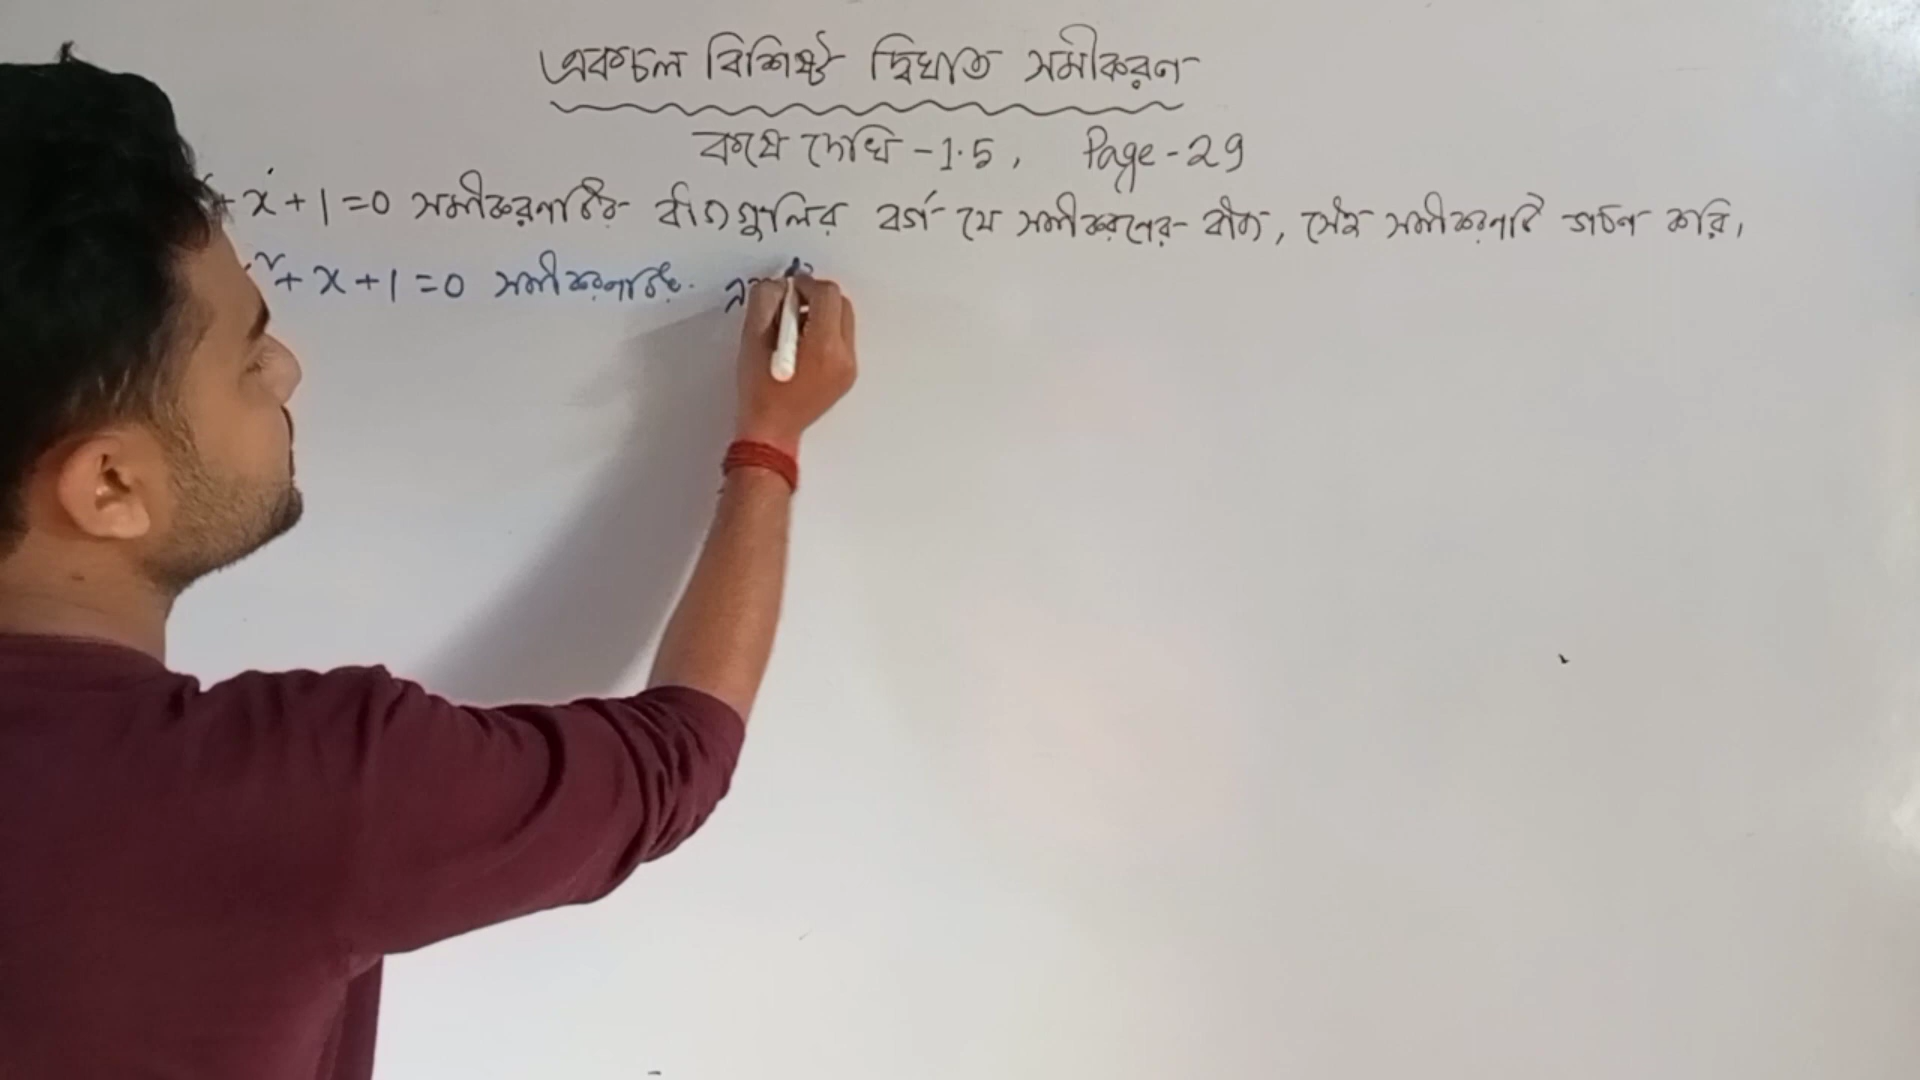 একচল বিশিষ্ট দ্বিঘাত সমীকরণ
কষে দেখি - 1.5, Page - 29
+ x + 1 = 0 সমীকরণটির বীজগুলির বর্গ যে সমীকরণের বীজ, সেই সমীকরণটি গঠন করি,
²+ x + 1 = 0 সমীকরণটির